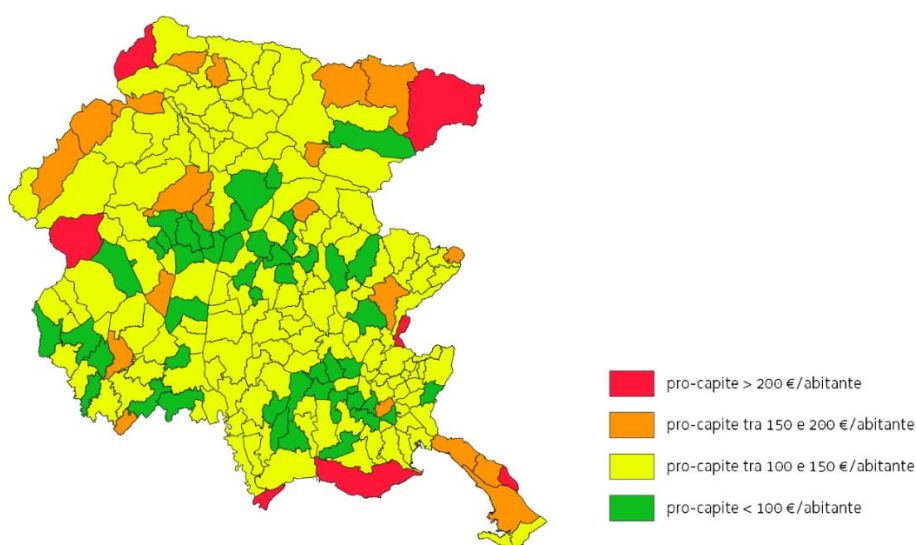 pro-capite > 200 €/abitante
pro-capite tra 150 e 200 €/abitante
pro-capite tra 100 e 150 €/abitante
pro-capite < 100 €/abitante